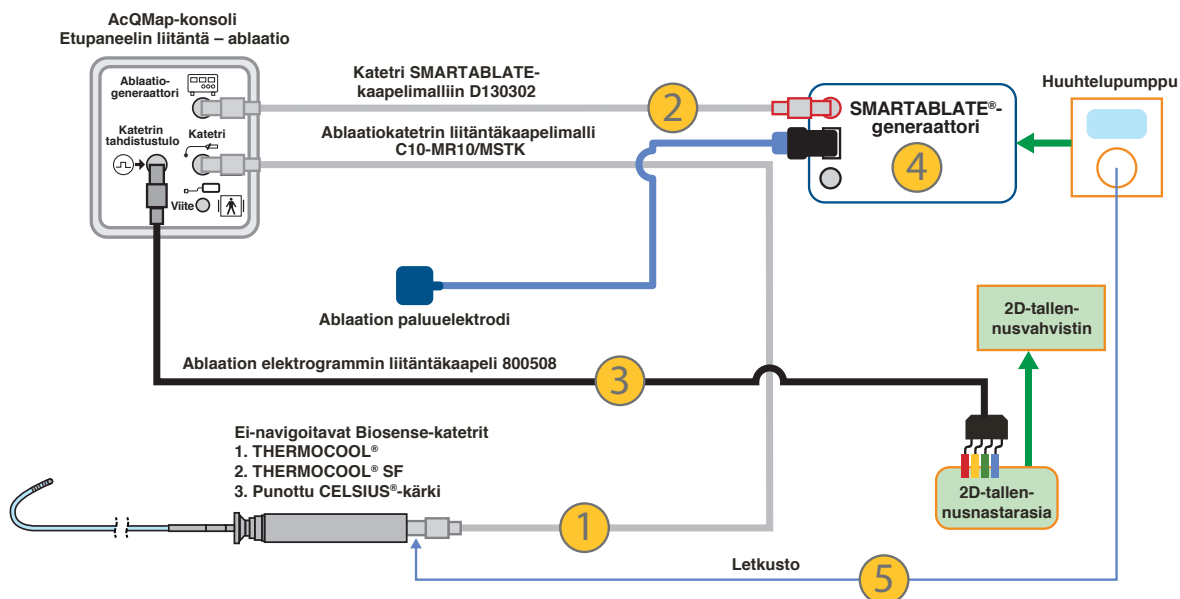 AcQMap-konsoli
Etupaneelin liitäntä – ablaatio
Ablaatio-
generaattori
Katetrin
tahdistustulo
Katetri
Viite
Katetri SMARTABLATE-
kaapelimalliin D130302
2
Ablaatiokatetrin liitäntäkaapelimalli
C10-MR10/MSTK
SMARTABLATE®-
generaattori
4
Huuhtelupumppu
Ablaation paluuelektrodi
2D-tallen-
nusvahvistin
Ablaation elektrogrammin liitäntäkaapeli 800508
3
Ei-navigoitavat Biosense-katetrit
1. THERMOCOOL®
2. THERMOCOOL® SF
3. Punottu CELSIUS®-kärki
2D-tallen-
nusnastarasia
1
Letkusto
5